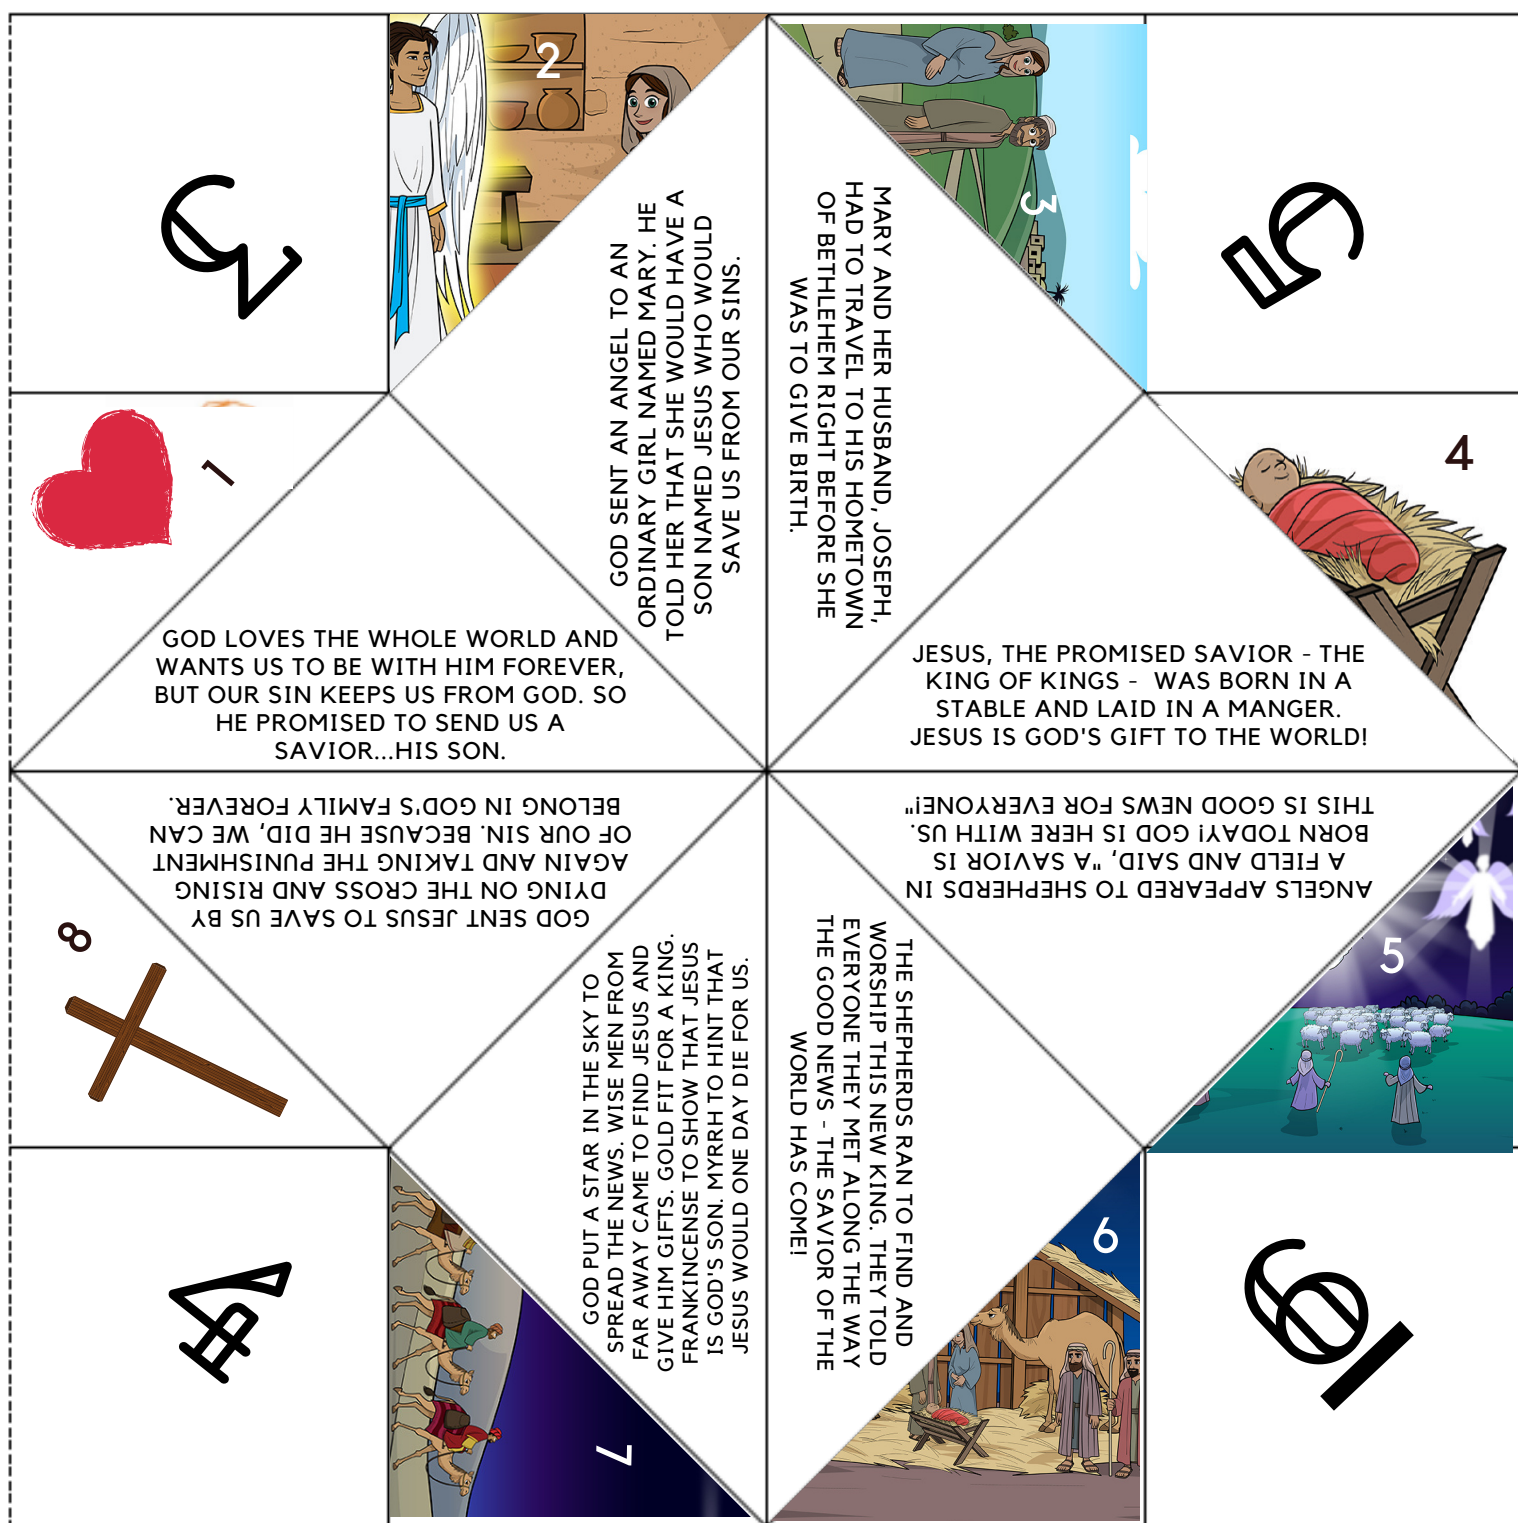 3
2
3
5
GOD SENT AN ANGEL TO AN
ORDINARY GIRL NAMED MARY. HE
TOLD HER THAT SHE WOULD HAVE A
SON NAMED JESUS WHO WOULD
SAVE US FROM OUR SINS.
MARY AND HER HUSBAND, JOSEPH,
HAD TO TRAVEL TO HIS HOMETOWN
OF BETHLEHEM RIGHT BEFORE SHE
WAS TO GIVE BIRTH.
1
GOD LOVES THE WHOLE WORLD AND
WANTS US TO BE WITH HIM FOREVER,
BUT OUR SIN KEEPS US FROM GOD. SO
HE PROMISED TO SEND US A
SAVIOR...HIS SON.
4
JESUS, THE PROMISED SAVIOR - THE
KING OF KINGS - WAS BORN IN A
STABLE AND LAID IN A MANGER.
JESUS IS GOD'S GIFT TO THE WORLD!
8
GOD SENT JESUS TO SAVE US BY
DYING ON THE CROSS AND RISING
AGAIN AND TAKING THE PUNISHMENT
OF OUR SIN. BECAUSE HE DID, WE CAN
BELONG IN GOD'S FAMILY FOREVER.
5
ANGELS APPEARED TO SHEPHERDS IN
A FIELD AND SAID, "A SAVIOR IS
BORN TODAY! GOD IS HERE WITH US.
THIS IS GOOD NEWS FOR EVERYONE!"
GOD PUT A STAR IN THE SKY TO
SPREAD THE NEWS. WISE MEN FROM
FAR AWAY CAME TO FIND JESUS AND
GIVE HIM GIFTS. GOLD FIT FOR A KING.
FRANKINCENSE TO SHOW THAT JESUS
IS GOD'S SON. MYRRH TO HINT THAT
JESUS WOULD ONE DAY DIE FOR US.
THE SHEPHERDS RAN TO FIND AND
WORSHIP THIS NEW KING. THEY TOLD
EVERYONE THEY MET ALONG THE WAY
THE GOOD NEWS - THE SAVIOR OF THE
WORLD HAS COME!
4
7
6
6